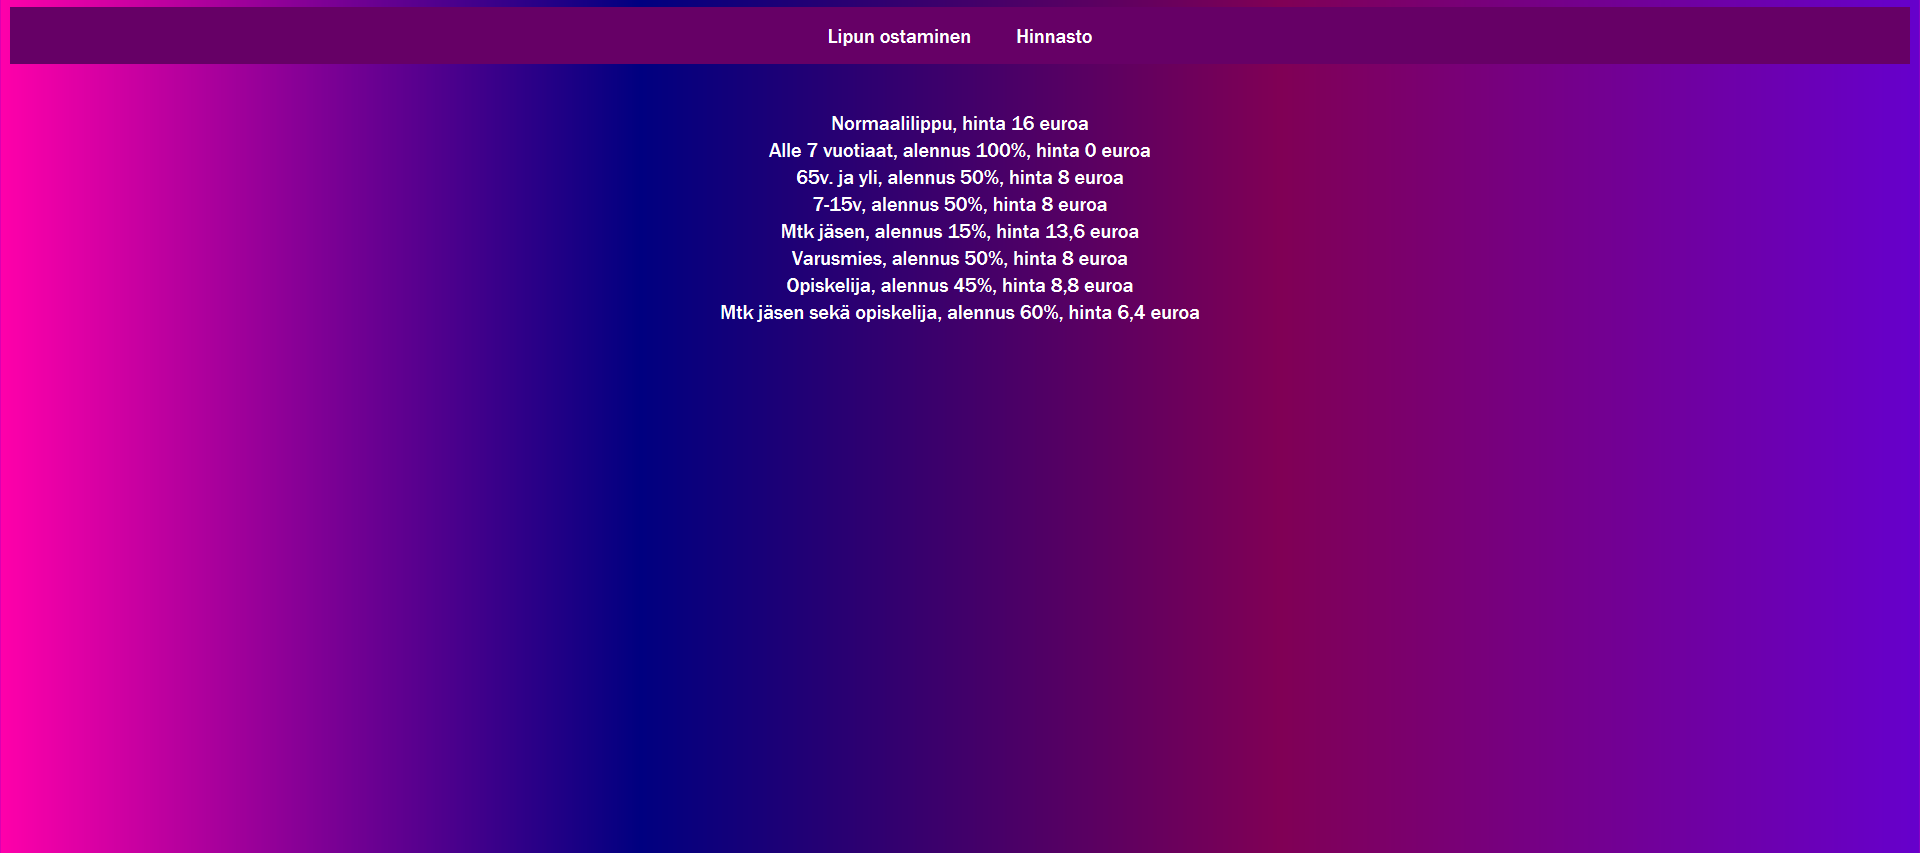 Lipun ostaminen Hinnasto
Normaalilippu, hinta 16 euroa
Alle 7 vuotiaat, alennus 100%, hinta 0 euroa
65v. ja yli, alennus 50%, hinta 8 euroa
7-15v, alennus 50%, hinta 8 euroa
Mtk jäsen, alennus 15%, hinta 13,6 euroa
Varusmies, alennus 50%, hinta 8 euroa
Opiskelija, alennus 45%, hinta 8,8 euroa
Mtk jäsen sekä opiskelija, alennus 60%, hinta 6,4 euroa